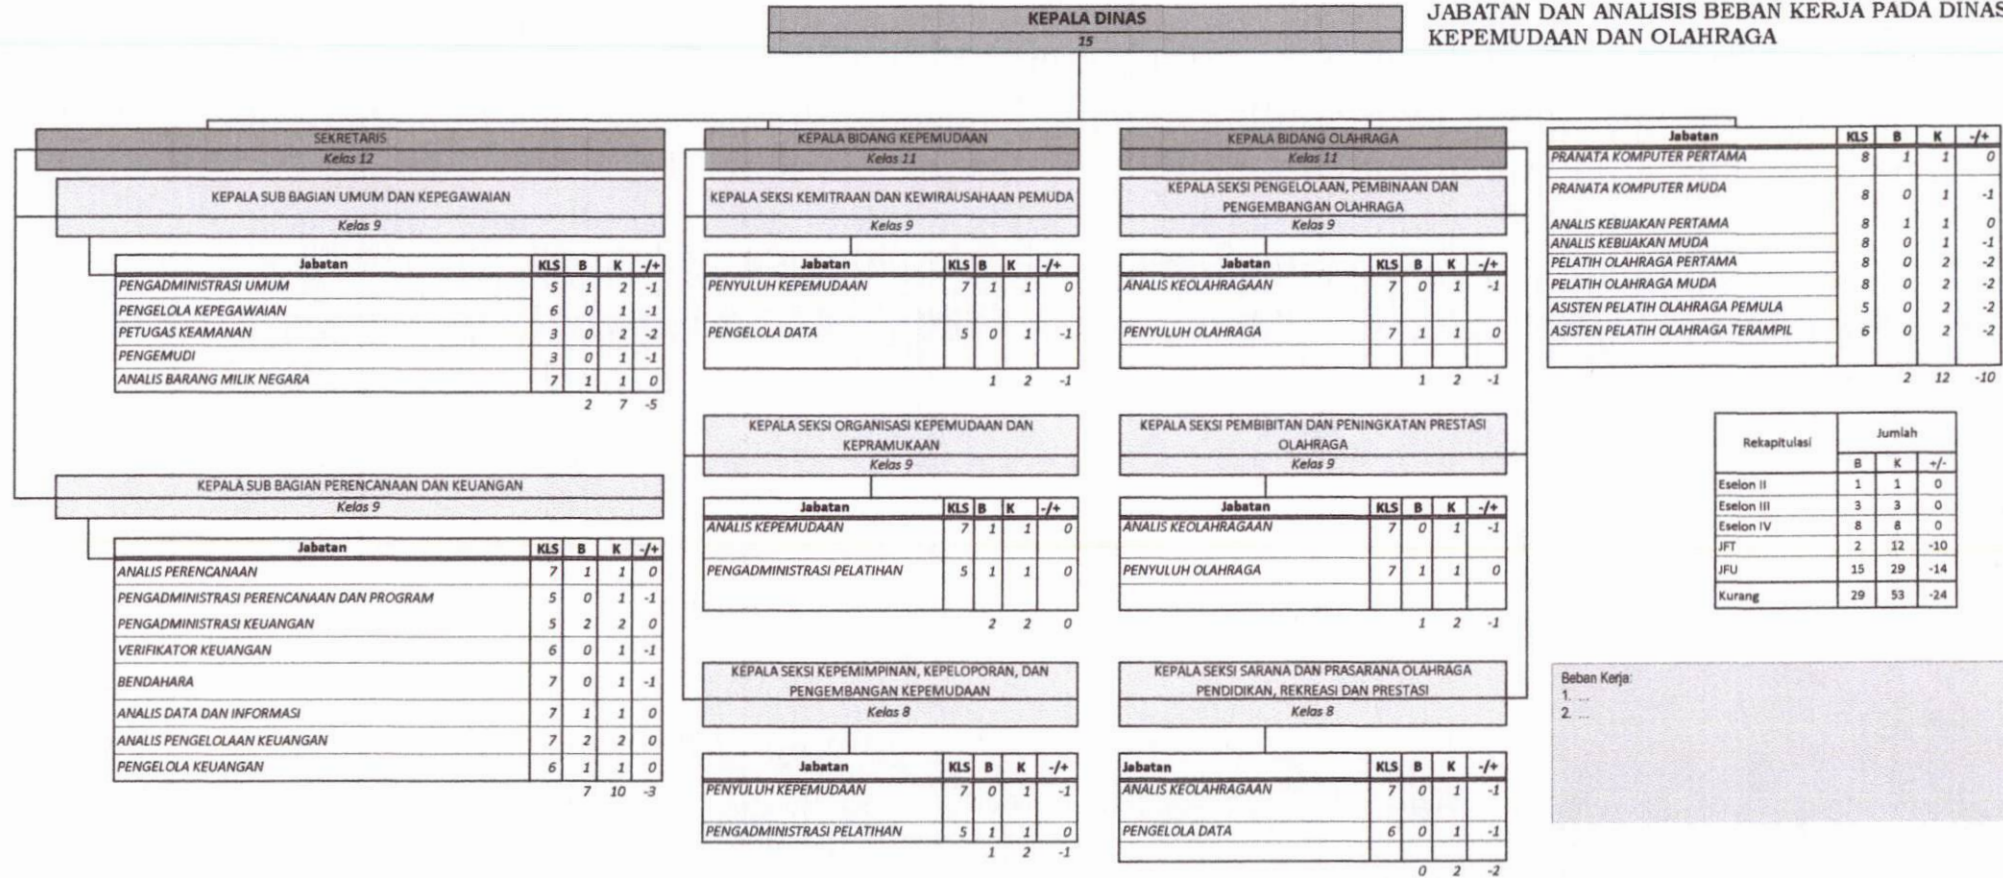 JABATAN DAN ANALISIS BEBAN KERJA PADA DINAS
KEPEMUDAAN DAN OLAHRAGA
KEPALA DINAS
15
SEKRETARIS
Kelas 12
KEPALA SUB BAGIAN UMUM DAN KEPEGAWAIAN
Kelas 9
Jabatan KLS B K -/+
PENGADMINISTRASI UMUM 5 1 2 -1
PENGELOLA KEPEGAWAIAN 6 0 1 -1
PETUGAS KEAMANAN 3 0 2 -2
PENGEMUDI 3 0 1 -1
ANALIS BARANG MILIK NEGARA 7 1 1 0
2 7 -5
KEPALA SUB BAGIAN PERENCANAAN DAN KEUANGAN
Kelas 9
Jabatan KLS B K -/+
ANALIS PERENCANAAN 7 1 1 0
PENGADMINISTRASI PERENCANAAN DAN PROGRAM 5 0 1 -1
PENGADMINISTRASI KEUANGAN 5 2 2 0
VERIFIKATOR KEUANGAN 6 0 1 -1
BENDAHARA 7 0 1 -1
ANALIS DATA DAN INFORMASI 7 1 1 0
ANALIS PENGELOLAAN KEUANGAN 7 2 2 0
PENGELOLA KEUANGAN 6 1 1 0
7 10 -3
KEPALA BIDANG KEPEMUDAAN
Kelas 11
KEPALA SEKSI KEMITRAAN DAN KEWIRAUSAHAAN PEMUDA
Kelas 9
Jabatan KLS B K -/+
PENYULUH KEPEMUDAAN 7 1 1 0
PENGELOLA DATA 5 0 1 -1
1 2 -1
KEPALA SEKSI ORGANISASI KEPEMUDAAN DAN
KEPRAMUKAAN
Kelas 9
Jabatan KLS B K -/+
ANALIS KEPEMUDAAN 7 1 1 0
PENGADMINISTRASI PELATIHAN 5 1 1 0
2 2 0
KEPALA SEKSI KEPEMIMPINAN, KEPELOPORAN, DAN
PENGEMBANGAN KEPEMUDAAN
Kelas 8
Jabatan KLS B K -/+
PENYULUH KEPEMUDAAN 7 0 1 -1
PENGADMINISTRASI PELATIHAN 5 1 1 0
1 2 -1
KEPALA BIDANG OLAHRAGA
Kelas 11
KEPALA SEKSI PENGELOLAAN, PEMBINAAN DAN
PENGEMBANGAN OLAHRAGA
Kelas 9
Jabatan KLS B K -/+
ANALIS KEOLAHRAGAAN 7 0 1 -1
PENYULUH OLAHRAGA 7 1 1 0
1 2 -1
KEPALA SEKSI PEMBIBITAN DAN PENINGKATAN PRESTASI
OLAHRAGA
Kelas 9
Jabatan KLS B K -/+
ANALIS KEOLAHRAGAAN 7 0 1 -1
PENYULUH OLAHRAGA 7 1 1 0
1 2 -1
KEPALA SEKSI SARANA DAN PRASARANA OLAHRAGA
PENDIDIKAN, REKREASI DAN PRESTASI
Kelas 8
Jabatan KLS B K -/+
ANALIS KEOLAHRAGAAN 7 0 1 -1
PENGELOLA DATA 6 0 1 -1
0 2 -2
Jabatan KLS B K -/+
PRANATA KOMPUTER PERTAMA 8 1 1 0
PRANATA KOMPUTER MUDA 8 0 1 -1
ANALIS KEBIJAKAN PERTAMA 8 1 1 0
ANALIS KEBIJAKAN MUDA 8 0 1 -1
PELATIH OLAHRAGA PERTAMA 8 0 2 -2
PELATIH OLAHRAGA MUDA 8 0 2 -2
ASISTEN PELATIH OLAHRAGA PEMULA 5 0 2 -2
ASISTEN PELATIH OLAHRAGA TERAMPIL 6 0 2 -2
2 12 -10
Rekapitulasi Jumlah
B K +/-
Eselon II 1 1 0
Eselon III 3 3 0
Eselon IV 8 8 0
JFT 2 12 -10
JFU 15 29 -14
Kurang 29 53 -24
Beban Kerja:
1. ...
2. ...